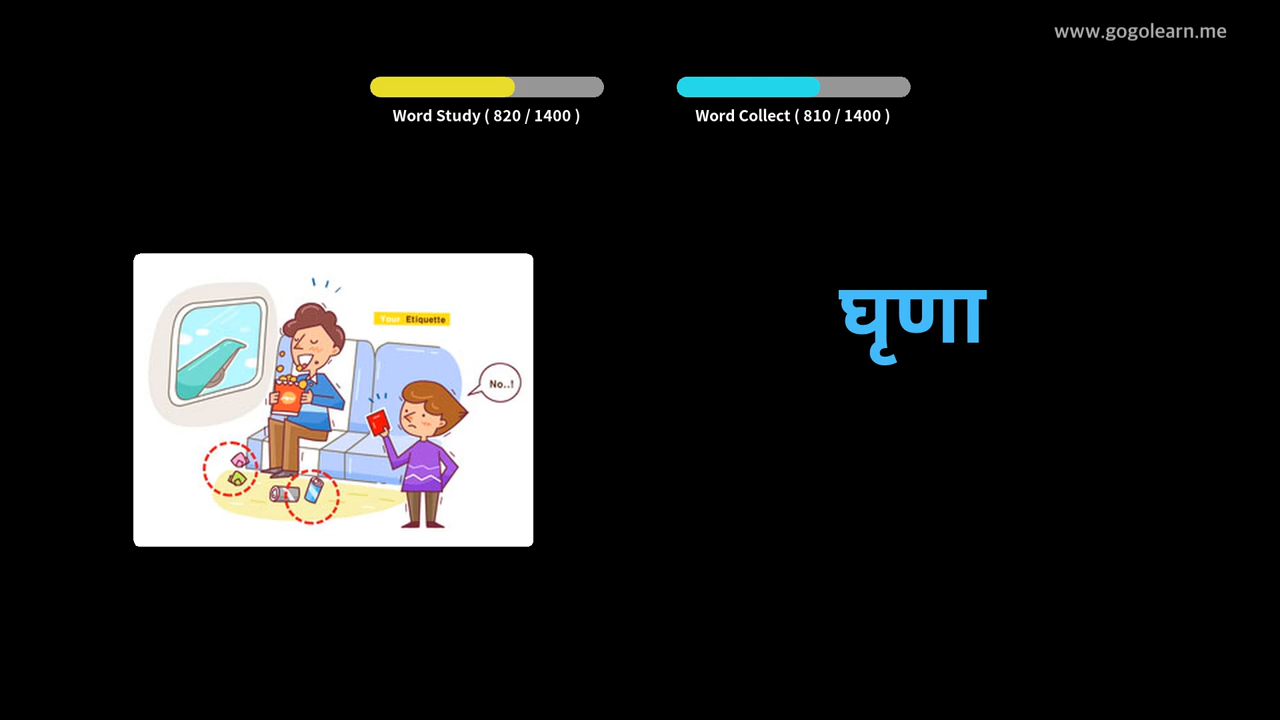 www.gogolearn.me
Word Study ( 820 / 1400 )
Word Collect ( 810 / 1400 )
Your Etiquette
No..!
घृणा